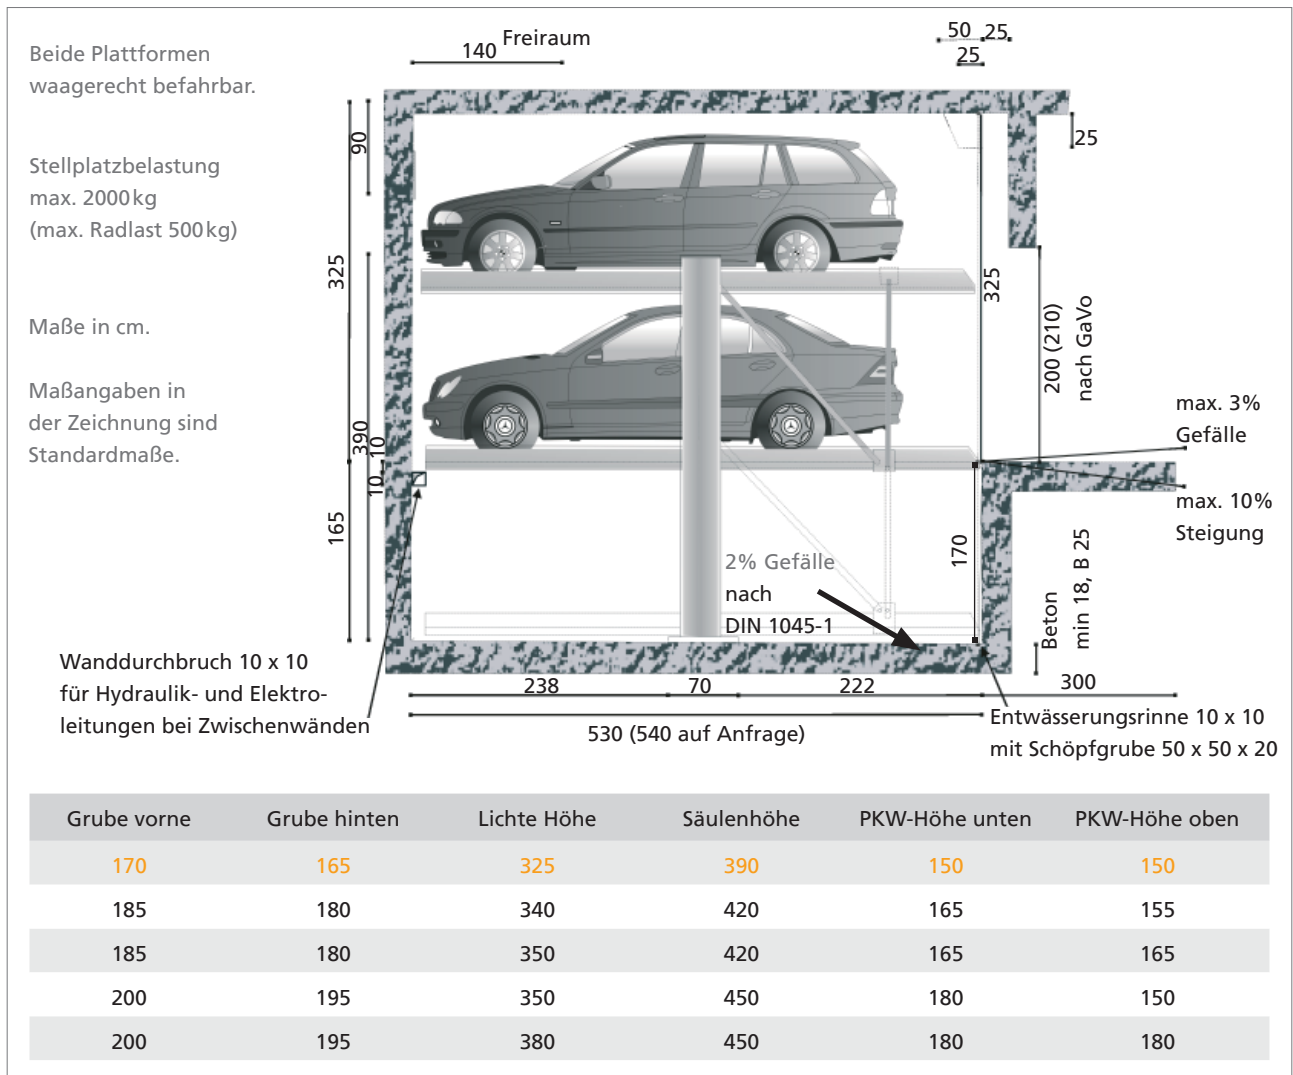 Beide Plattformen
waagerecht befahrbar.
Stellplatzbelastung
max. 2000 kg
(max. Radlast 500 kg)
Maße in cm.
Maßangaben in
der Zeichnung sind
Standardmaße.
140
Freiraum
50
25
25
25
90
325
390
10
10
165
325
200 (210)
nach GaVo
max. 3%
Gefälle
max. 10%
Steigung
170
2% Gefälle
nach
DIN 1045-1
Beton
min 18, B 25
Wanddurchbruch 10 x 10
für Hydraulik- und Elektro-
leitungen bei Zwischenwänden
238
70
222
300
530 (540 auf Anfrage)
Entwässerungsrinne 10 x 10
mit Schöpfgrube 50 x 50 x 20
Grube vorne Grube hinten Lichte Höhe Säulenhöhe PKW-Höhe unten PKW-Höhe oben
170 165 325 390 150 150
185 180 340 420 165 155
185 180 350 420 165 165
200 195 350 450 180 150
200 195 380 450 180 180